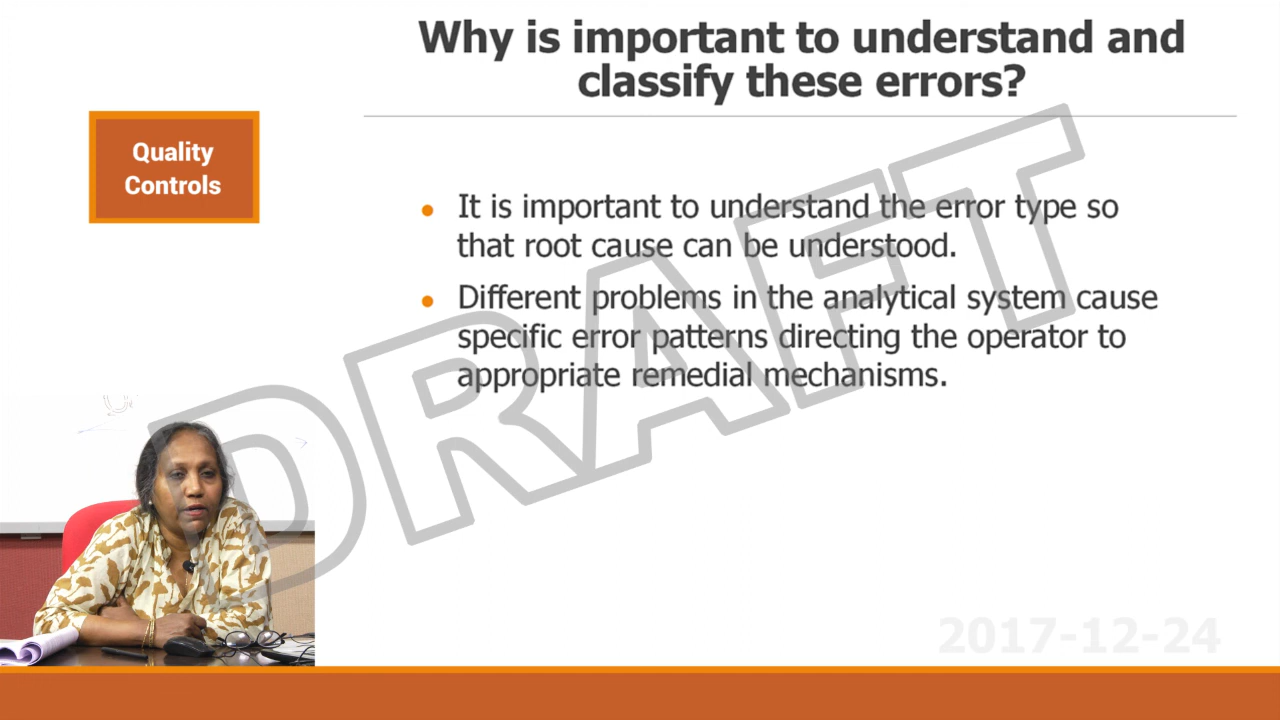 Why is important to understand and
classify these errors?
Quality
Controls
It is important to understand the error type so
that root cause can be understood.
Different problems in the analytical system cause
specific error patterns directing the operator to
appropriate remedial mechanisms.
DRAFT
2017-12-24